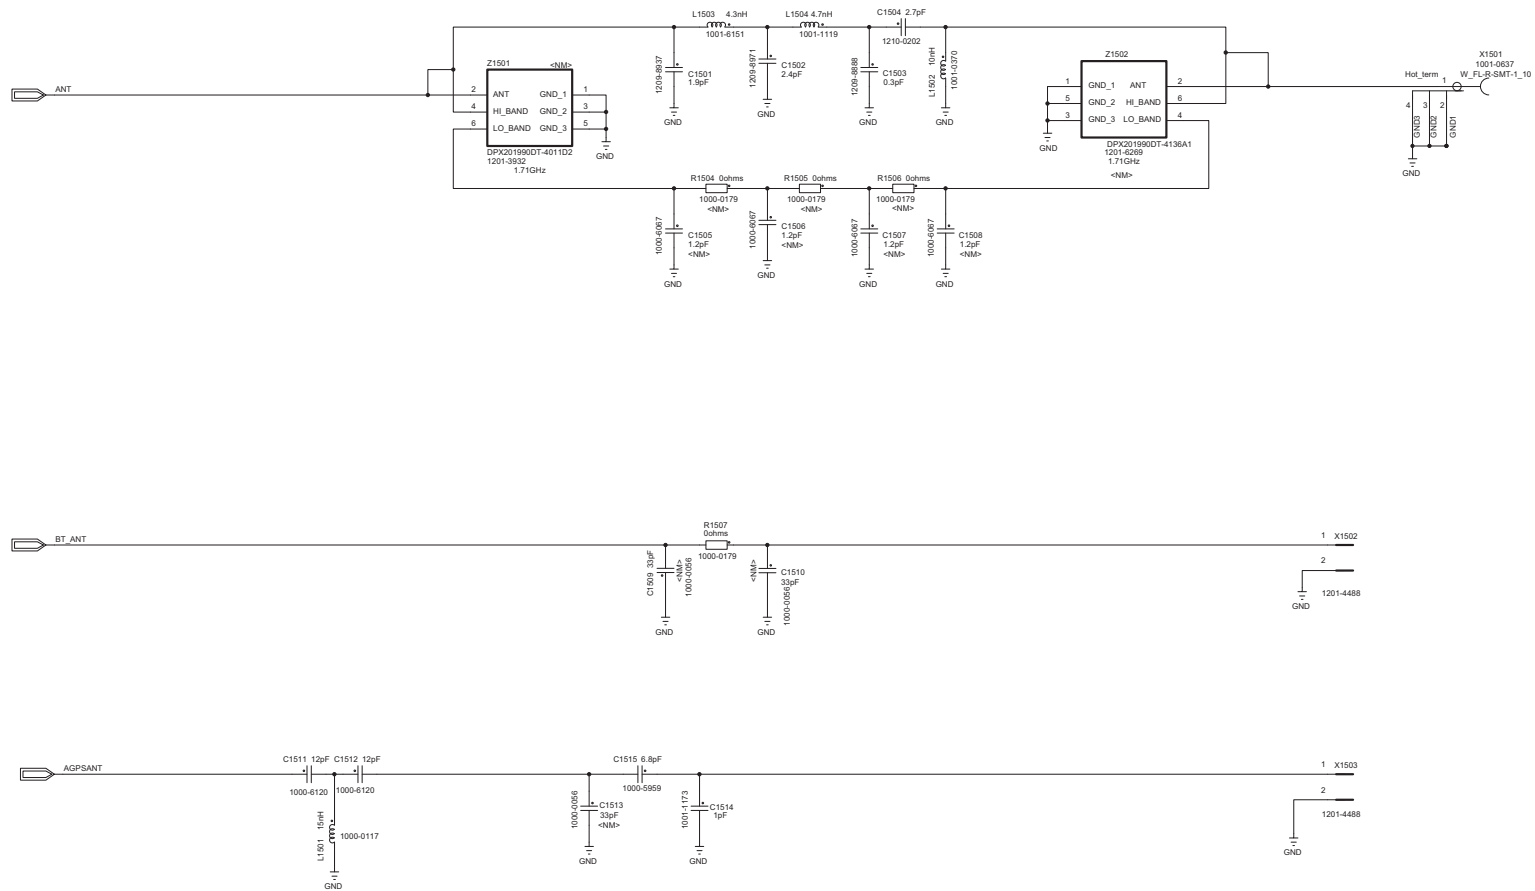 L1503 4.3nH
1001-6151
L1504 4.7nH
1001-1119
C1504 2.7pF
1210-0202
1209-8937
C1501
1.9pF
GND
1209-8971
C1502
2.4pF
GND
1209-8888
C1503
0.3pF
GND
L1502 10nH
1001-0370
GND
ANT
Z1501
<NM>
2 ANT GND_1 1
4 HI_BAND GND_2 3
6 LO_BAND GND_3 5
GND
DPX201990DT-4011D2
1201-3932
1.71GHz
Z1502
1 GND_1 ANT 2
5 GND_2 HI_BAND 6
3 GND_3 LO_BAND 4
GND
DPX201990DT-4136A1
1201-6269
1.71GHz
<NM>
X1501
1001-0637
Hot_term 1 W_FL-R-SMT-1_10
4 3 2
GND3
GND2
GND1
GND
R1504 0ohms
1000-0179
<NM>
R1505 0ohms
1000-0179
<NM>
R1506 0ohms
1000-0179
<NM>
1000-6067
C1505
1.2pF
<NM>
GND
1000-6067
C1506
1.2pF
<NM>
GND
1000-6067
C1507
1.2pF
<NM>
GND
1000-6067
C1508
1.2pF
<NM>
GND
BT_ANT
R1507
0ohms
1000-0179
C1509 33pF
<NM>
1000-0056
GND
<NM>
C1510
33pF
1000-0056
GND
1 X1502
2
GND
1201-4488
AGPSANT
C1511 12pF
1000-6120
C1512 12pF
1000-6120
L1501 15nH
1000-0117
GND
C1515 6.8pF
1000-5959
1000-0056
C1513
33pF
<NM>
GND
1001-1173
C1514
1pF
GND
1 X1503
2
GND
1201-4488